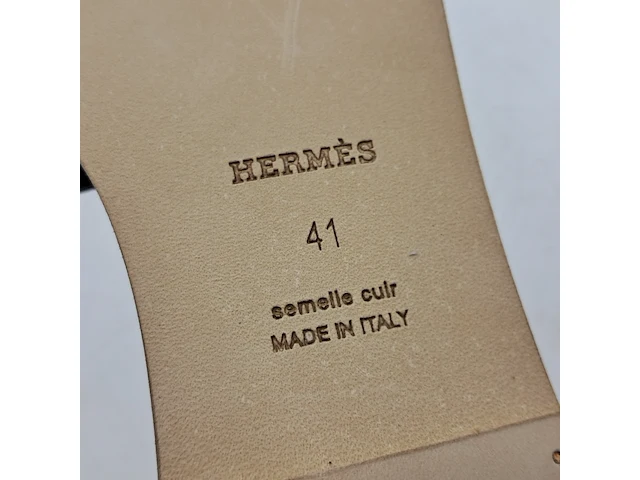 HERMÈS
41
semelle cuir
MADE IN ITALY